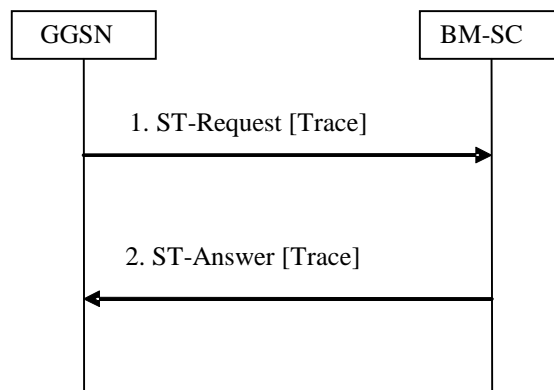 GGSN
BM-SC
1. ST-Request [Trace]
2. ST-Answer [Trace]